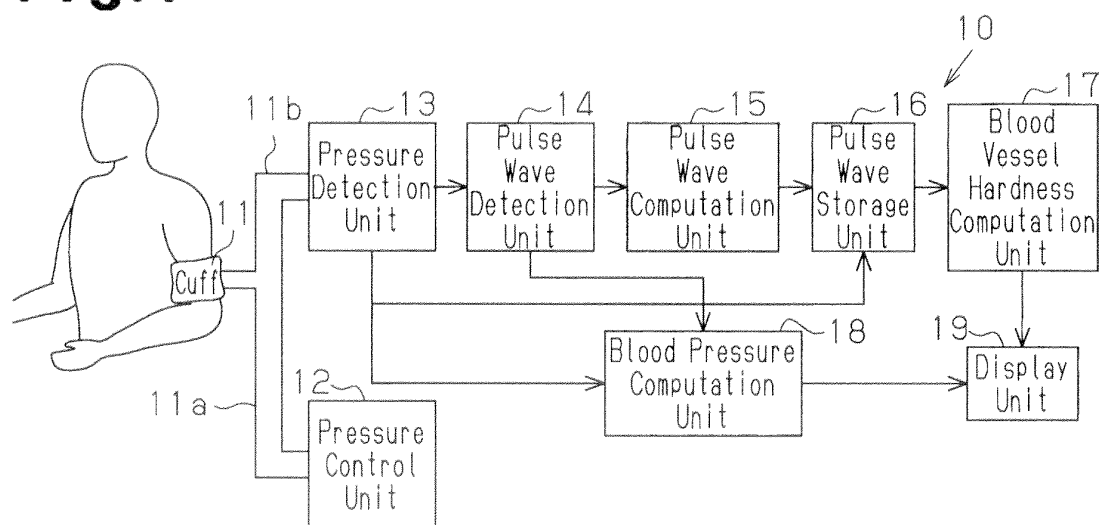 10
11b
13
14
15
16
17
Pressure
Detection
Unit
Pulse
Wave
Detection
Unit
Pulse
Wave
Computation
Unit
Pulse
Wave
Storage
Unit
Blood
Vessel
Hardness
Computation
Unit
11
Cuff
18
19
Blood Pressure
Computation
Unit
Display
Unit
11a
12
Pressure
Control
Unit